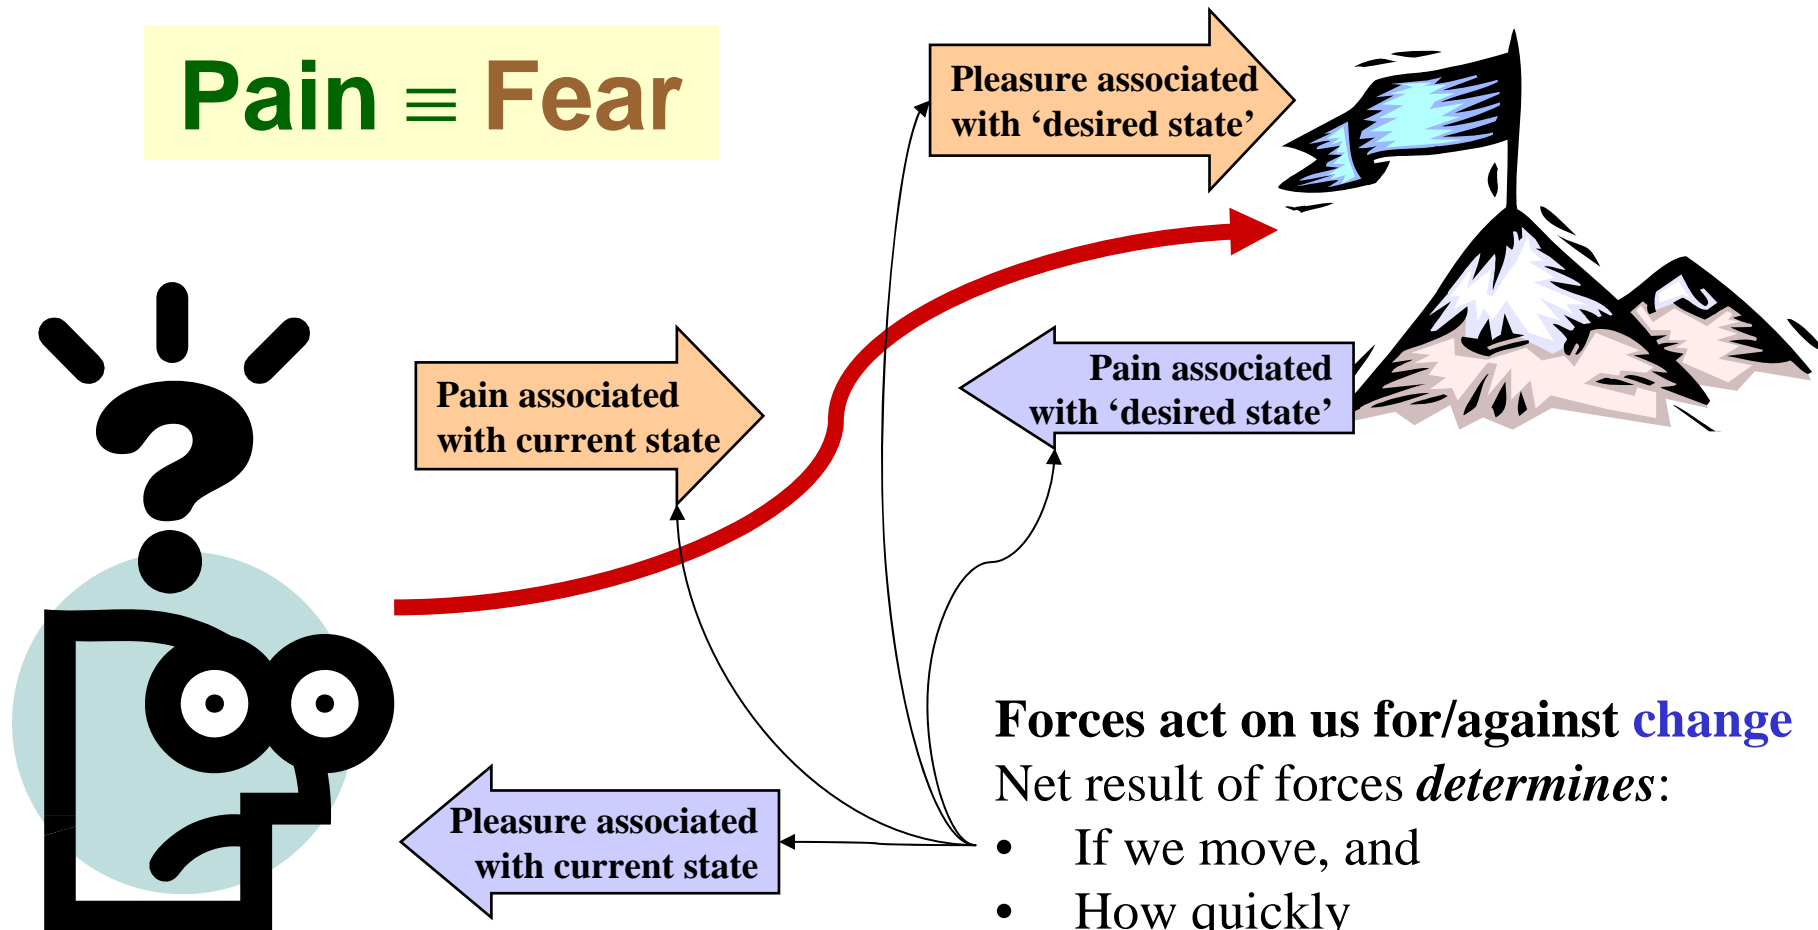 Pain ≡ Fear
Pleasure associated
with ‘desired state’
Pain associated
with current state
Pain associated
with ‘desired state’
Pleasure associated
with current state
Forces act on us for/against change
Net result of forces determines:
• If we move, and
• How quickly
?